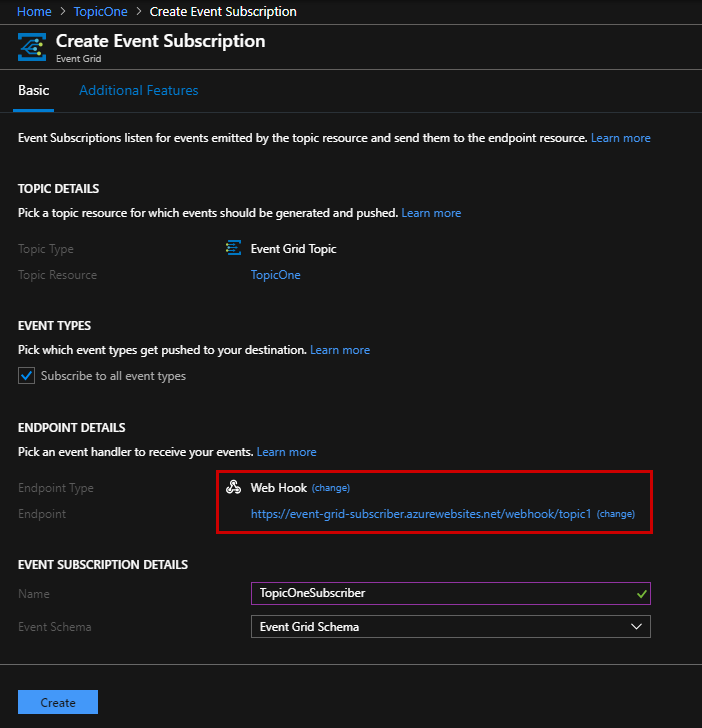 Home > TopicOne > Create Event Subscription
Create Event Subscription
Event Grid
Basic Additional Features
Event Subscriptions listen for events emitted by the topic resource and send them to the endpoint resource. Learn more
TOPIC DETAILS
Pick a topic resource for which events should be generated and pushed. Learn more
Topic Type Event Grid Topic
Topic Resource TopicOne
EVENT TYPES
Pick which event types get pushed to your destination. Learn more
Subscribe to all event types
ENDPOINT DETAILS
Pick an event handler to receive your events. Learn more
Endpoint Type Web Hook (change)
Endpoint https://event-grid-subscriber.azurewebsites.net/webhook/topic1 (change)
EVENT SUBSCRIPTION DETAILS
Name TopicOneSubscriber
Event Schema Event Grid Schema
Create